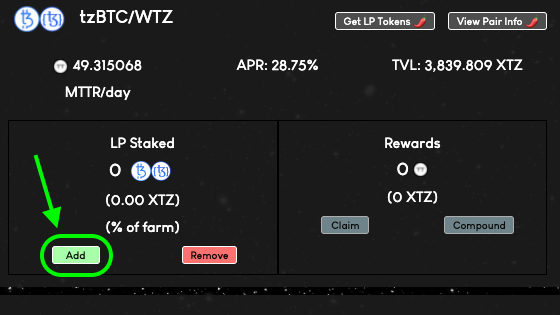 tzBTC/WTZ
Get LP Tokens
View Pair Info
49.315068
MTTR/day
APR: 28.75%
TVL: 3,839.809 XTZ
LP Staked
0
(0.00 XTZ)
(% of farm)
Add
Remove
Rewards
0
(0 XTZ)
Claim
Compound